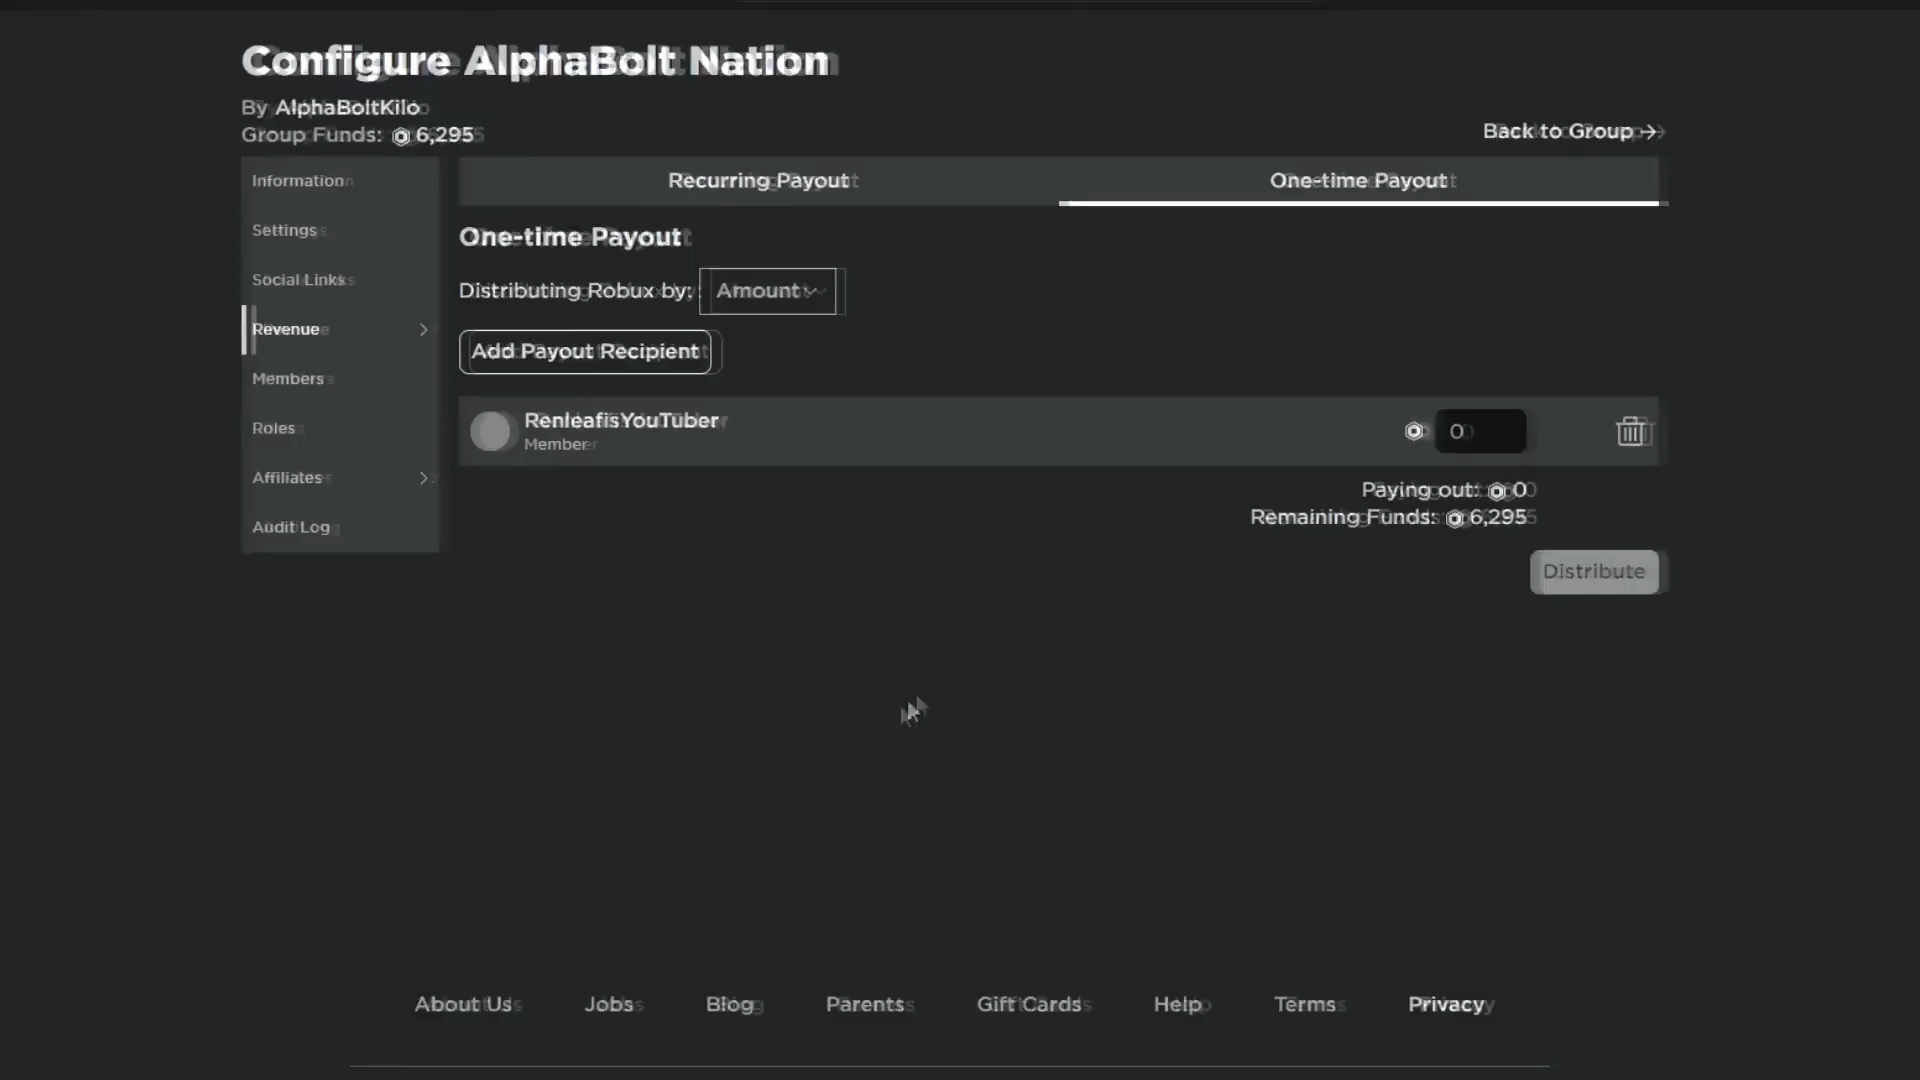 Configure AlphaBolt Nation
By AlphaBoltKilo
Group Funds: 6,295
Back to Group →
Information
Settings
Social Links
Revenue
Members
Roles
Affiliates
Audit Log
Recurring Payout
One-time Payout
One-time Payout
Distributing Robux by: Amount
Add Payout Recipient
RenleafisYouTuber
Member
0
Paying out: 0
Remaining Funds: 6,295
Distribute
About Us Jobs Blog Parents Gift Cards Help Terms Privacy